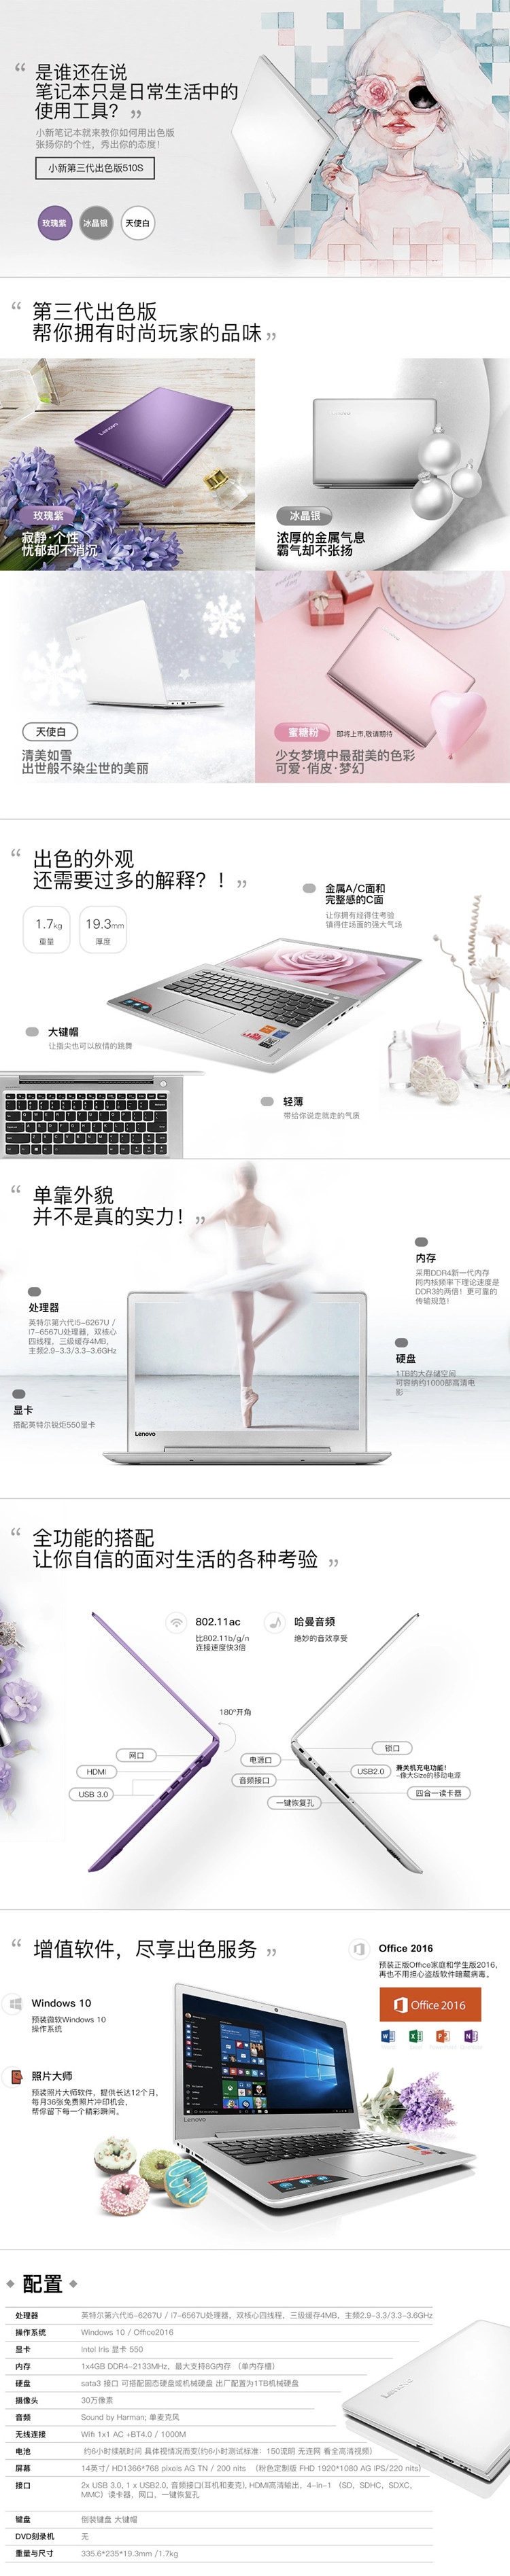 “ 是谁还在说
笔记本只是日常生活中的
使用工具？ ”
小新笔记本就来教你如何用出色版
张扬你的个性，秀出你的态度！
小新第三代出色版510S
玫瑰紫
冰晶银
天使白
“ 第三代出色版
帮你拥有时尚玩家的品味 ”
Lenovo
玫瑰紫
寂静·个性
忧郁却不消沉
冰晶银
浓厚的金属气息
霸气却不张扬
天使白
清美如雪
出世般不染尘世的美丽
蜜糖粉
即将上市,敬请期待
少女梦境中最甜美的色彩
可爱·俏皮·梦幻
“ 出色的外观
还需要过多的解释？！ ”
1.7kg
重量
19.3mm
厚度
金属A/C面和
完整感的C面
让你拥有经得住考验
镇得住场面的强大气场
大键帽
让指尖也可以放情的跳舞
轻薄
带给你说走就走的气质
“ 单靠外貌
并不是真的实力！ ”
内存
采用DDR4新一代内存
同内核频率下理论速度是
DDR3的两倍！更可靠的
传输规范！
处理器
英特尔第六代i5-6267U /
i7-6567U处理器，双核心
四线程，三级缓存4MB，
主频2.9-3.3/3.3-3.6GHz
硬盘
1TB的大存储空间
可容纳约1000部高清电
影
显卡
搭配英特尔锐炬550显卡
Lenovo
“ 全功能的搭配
让你自信的面对生活的各种考验 ”
802.11ac
比802.11b/g/n
连接速度快3倍
哈曼音频
绝妙的音效享受
180°开角
网口
HDMI
USB 3.0
电源口
音频接口
一键恢复孔
锁口
USB2.0
兼关机充电功能！
-像大Size的移动电源
四合一读卡器
“ 增值软件，尽享出色服务 ”
Office 2016
预装正版Office家庭和学生版2016,
再也不用担心盗版软件暗藏病毒。
Office 2016
Windows 10
预装微软Windows 10
操作系统
照片大师
预装照片大师软件，提供长达12个月，
每月36张免费照片冲印机会，
帮你留下每一个精彩瞬间。
Lenovo
配置
处理器 英特尔第六代i5-6267U / i7-6567U处理器，双核心四线程，三级缓存4MB，主频2.9-3.3/3.3-3.6GHz
操作系统 Windows 10 / Office2016
显卡 Intel Iris 显卡 550
内存 1x4GB DDR4-2133MHz，最大支持8G内存 （单内存槽）
硬盘 sata3 接口 可搭配固态硬盘或机械硬盘 出厂配置为1TB机械硬盘
摄像头 30万像素
音频 Sound by Harman; 单麦克风
无线连接 Wifi 1x1 AC +BT4.0 / 1000M
电池 约6小时续航时间 具体视情况而变(约6小时测试标准：150流明 无连网 看全高清视频)
屏幕 14英寸/ HD1366*768 pixels AG TN / 200 nits （粉色定制版 FHD 1920*1080 AG IPS/220 nits)
接口 2x USB 3.0, 1 x USB2.0, 音频接口(耳机和麦克), HDMI高清输出，4-in-1 （SD，SDHC，SDXC，
MMC）读卡器，网口，一键恢复孔
键盘 倒装键盘 大键帽
DVD刻录机 无
重量与尺寸 335.6*235*19.3mm /1.7kg